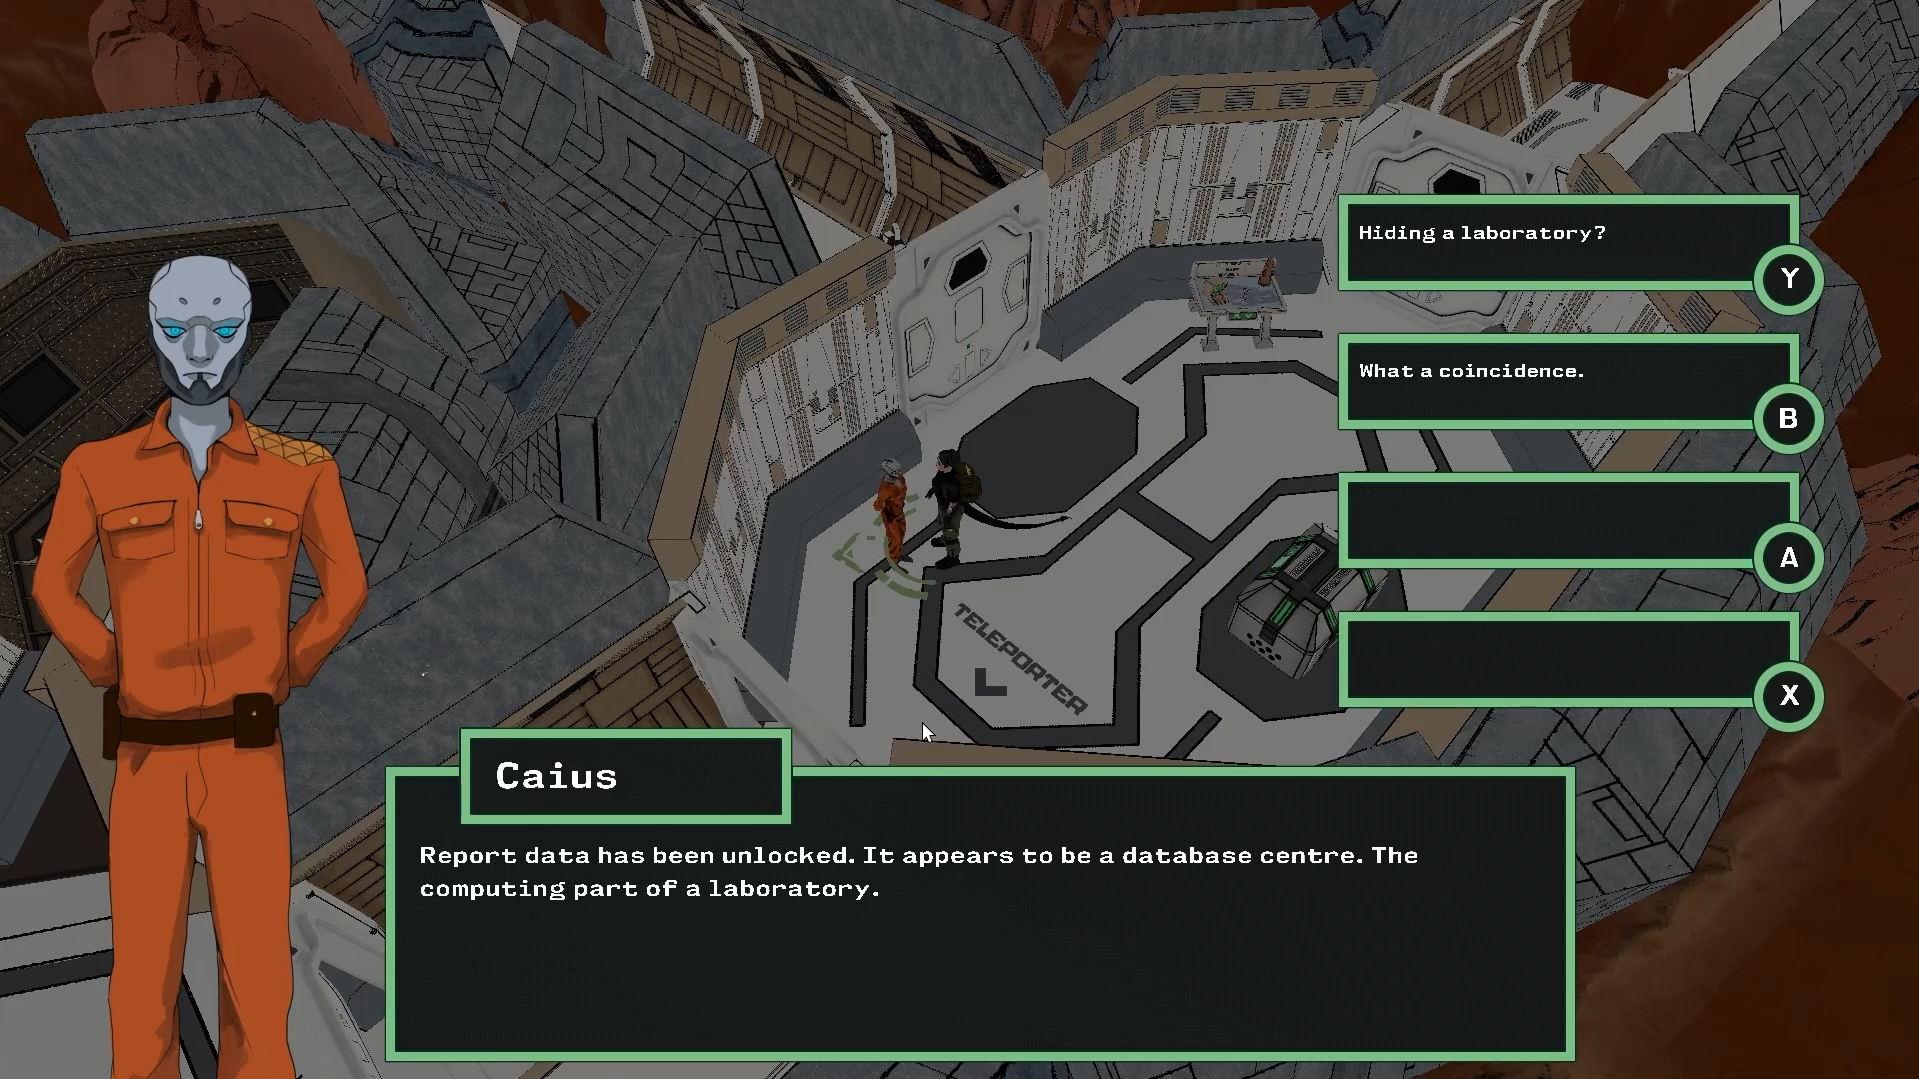 Hiding a laboratory?
Y
What a coincidence.
B
A
X
TELEPORTER
Caius
Report data has been unlocked. It appears to be a database centre. The
computing part of a laboratory.